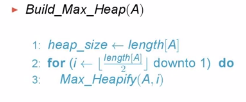 ► Build_Max_Heap(A)
1: heap_size ← length[A]
2: for (i ← ⌊length[A]/2⌋ downto 1) do
3: Max_Heapify(A, i)